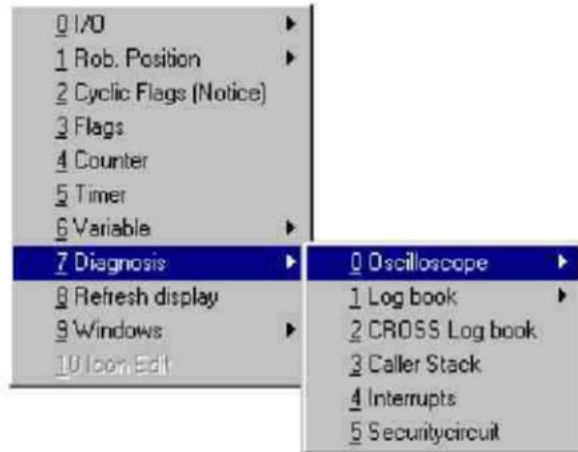 0 I/O
1 Rob. Position
2 Cyclic Flags (Notice)
3 Flags
4 Counter
5 Timer
6 Variable
7 Diagnosis
8 Refresh display
9 Windows
10 Icon Edit
0 Oscilloscope
1 Log book
2 CROSS Log book
3 Caller Stack
4 Interrupts
5 Securitycircuit